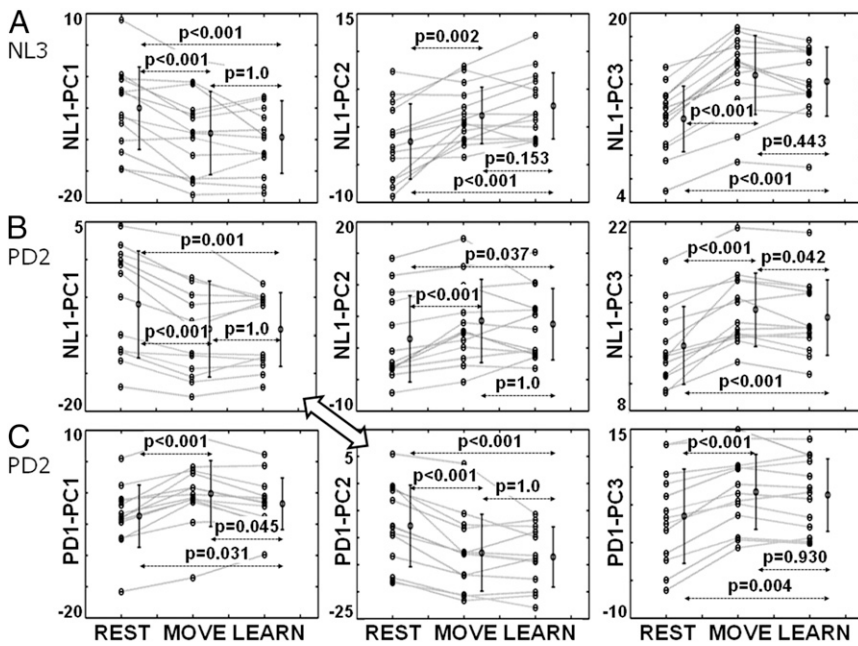 A
NL3
10
NL1-PC1
-20
p<0.001
p<0.001
p=1.0
15
NL1-PC2
-10
p=0.002
p=0.153
p<0.001
20
NL1-PC3
4
p<0.001
p=0.443
p<0.001
B
PD2
5
NL1-PC1
-20
p=0.001
p<0.001
p=1.0
20
NL1-PC2
-10
p=0.037
p<0.001
p=1.0
22
NL1-PC3
8
p<0.001
p=0.042
p<0.001
C
PD2
10
PD1-PC1
-20
p<0.001
p=0.045
p=0.031
5
PD1-PC2
-25
p<0.001
p<0.001
p=1.0
15
PD1-PC3
-10
p<0.001
p=0.930
p=0.004
REST MOVE LEARN
REST MOVE LEARN
REST MOVE LEARN